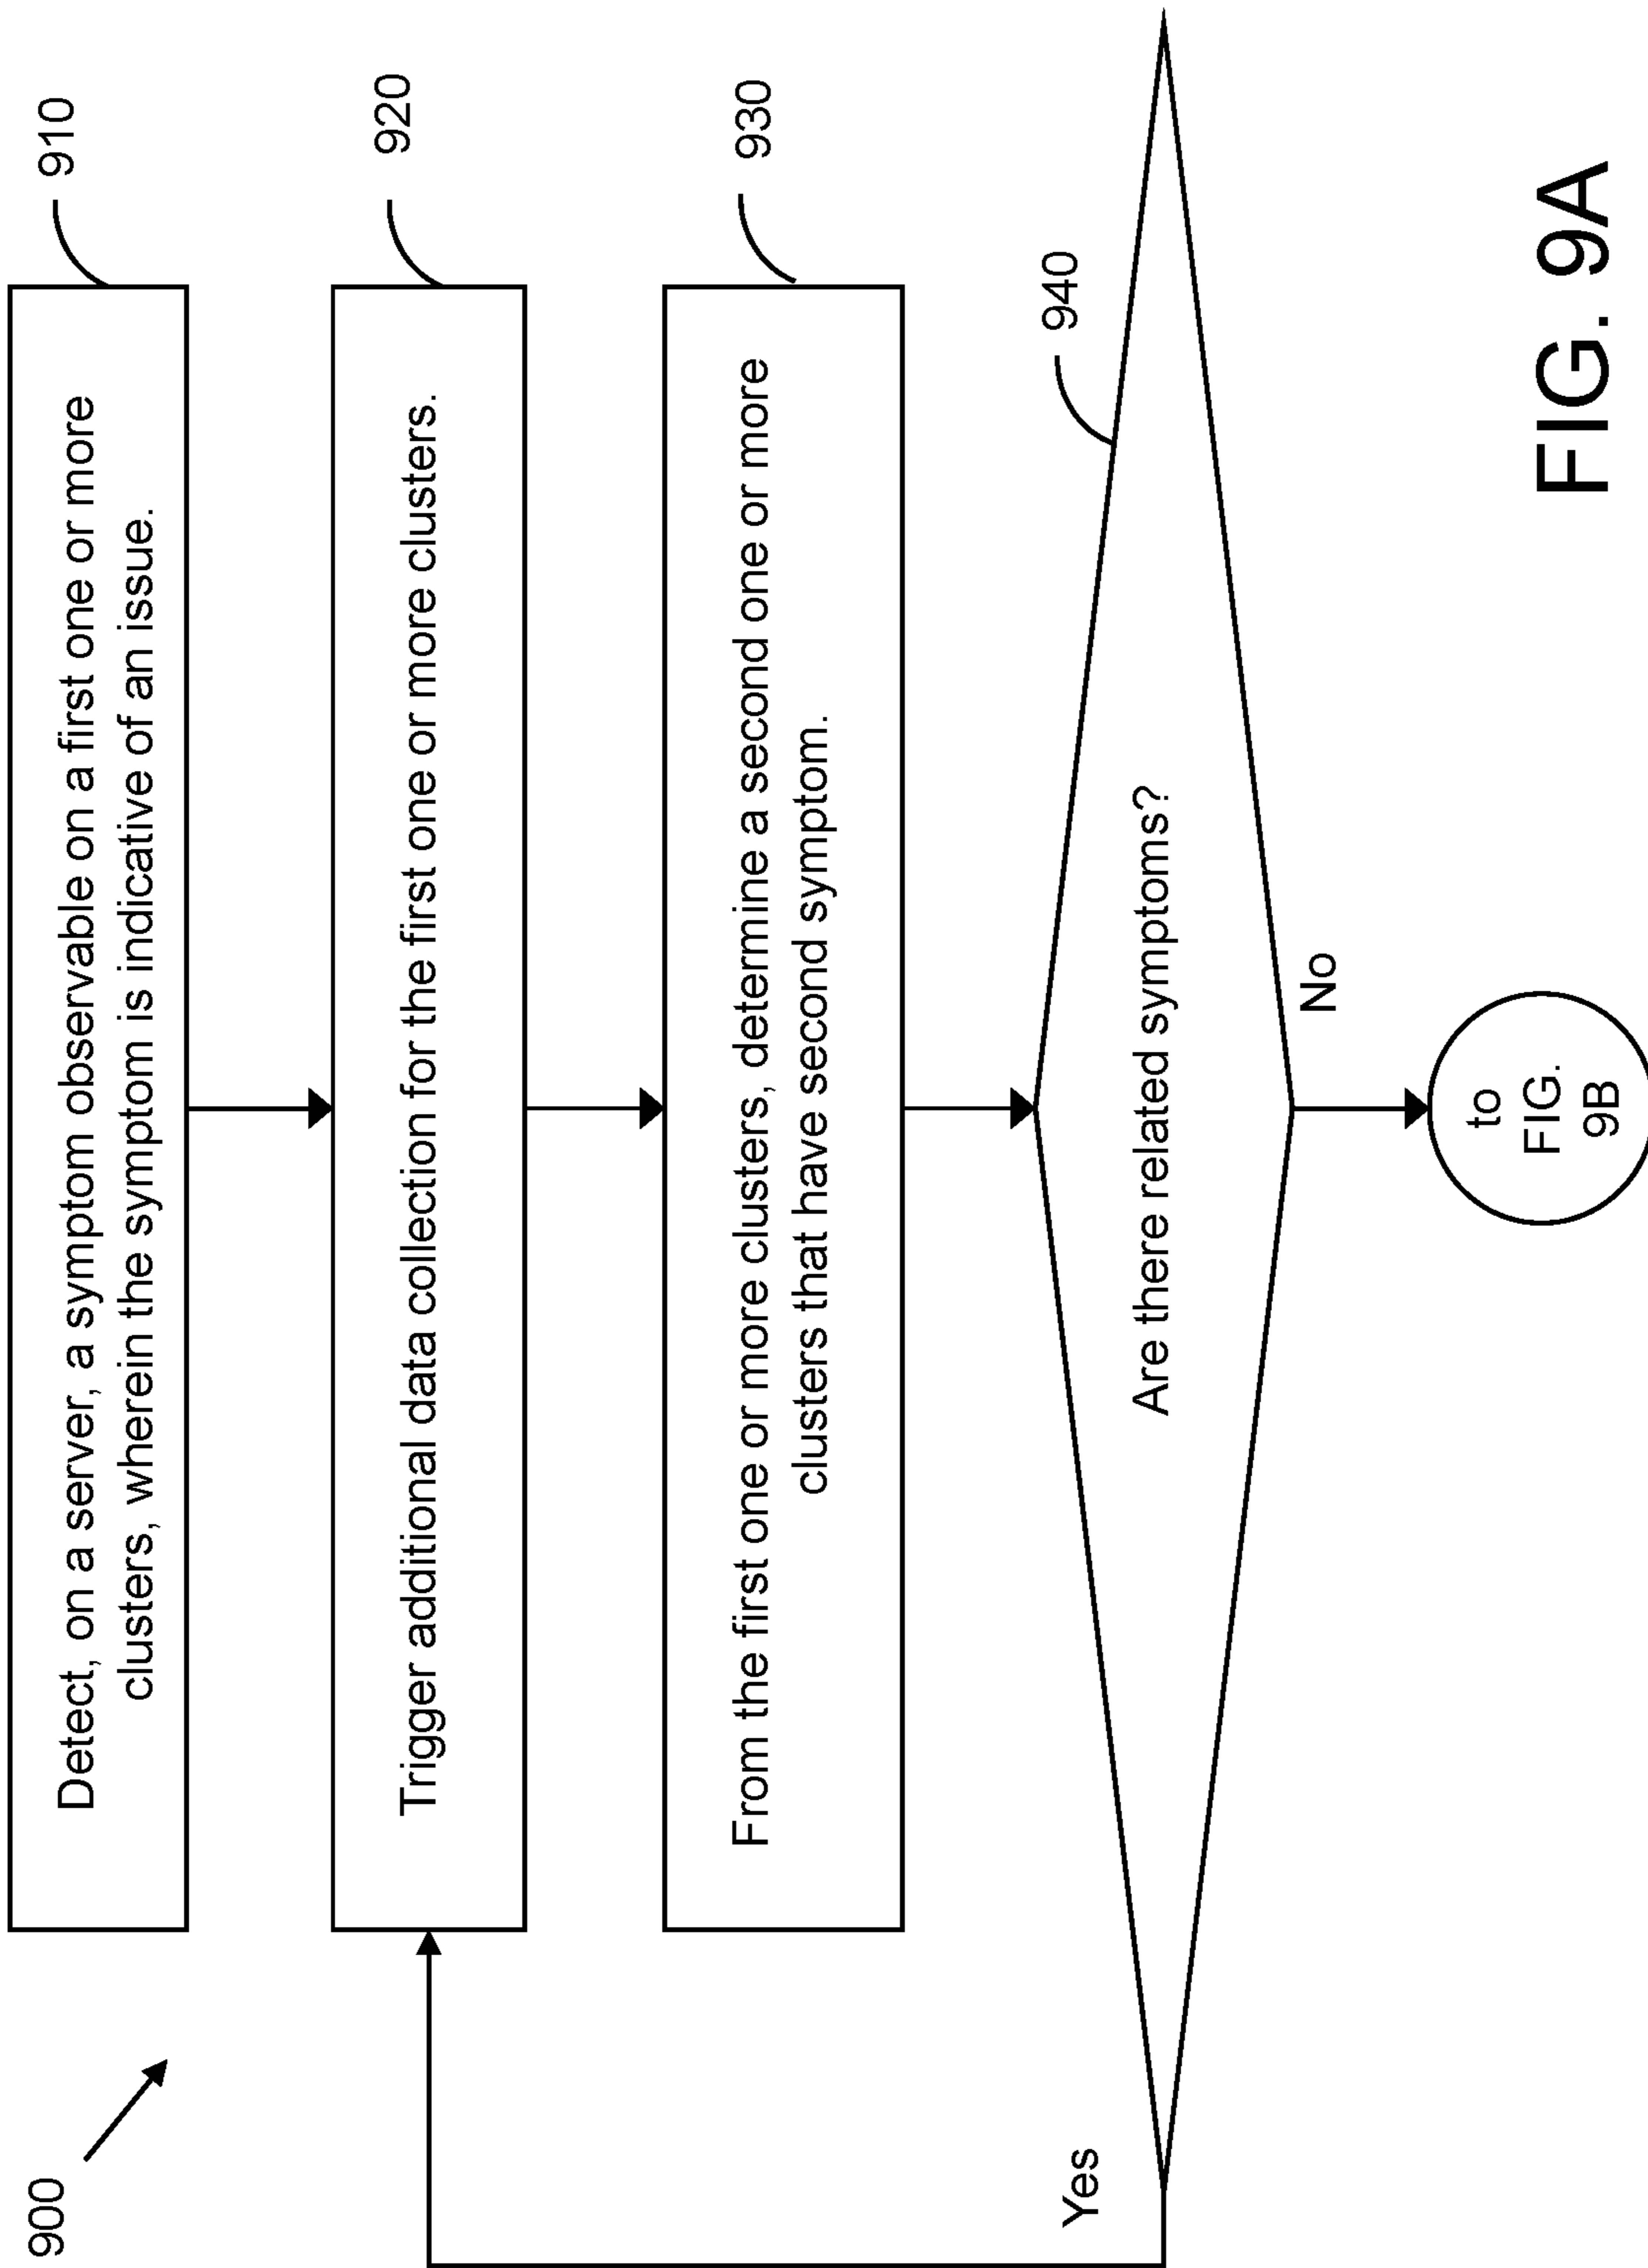 900
910
Detect, on a server, a symptom observable on a first one or more
clusters, wherein the symptom is indicative of an issue.
920
Trigger additional data collection for the first one or more clusters.
930
From the first one or more clusters, determine a second one or more
clusters that have second symptom.
940
Are there related symptoms?
Yes
No
to
FIG.
9B
FIG. 9A